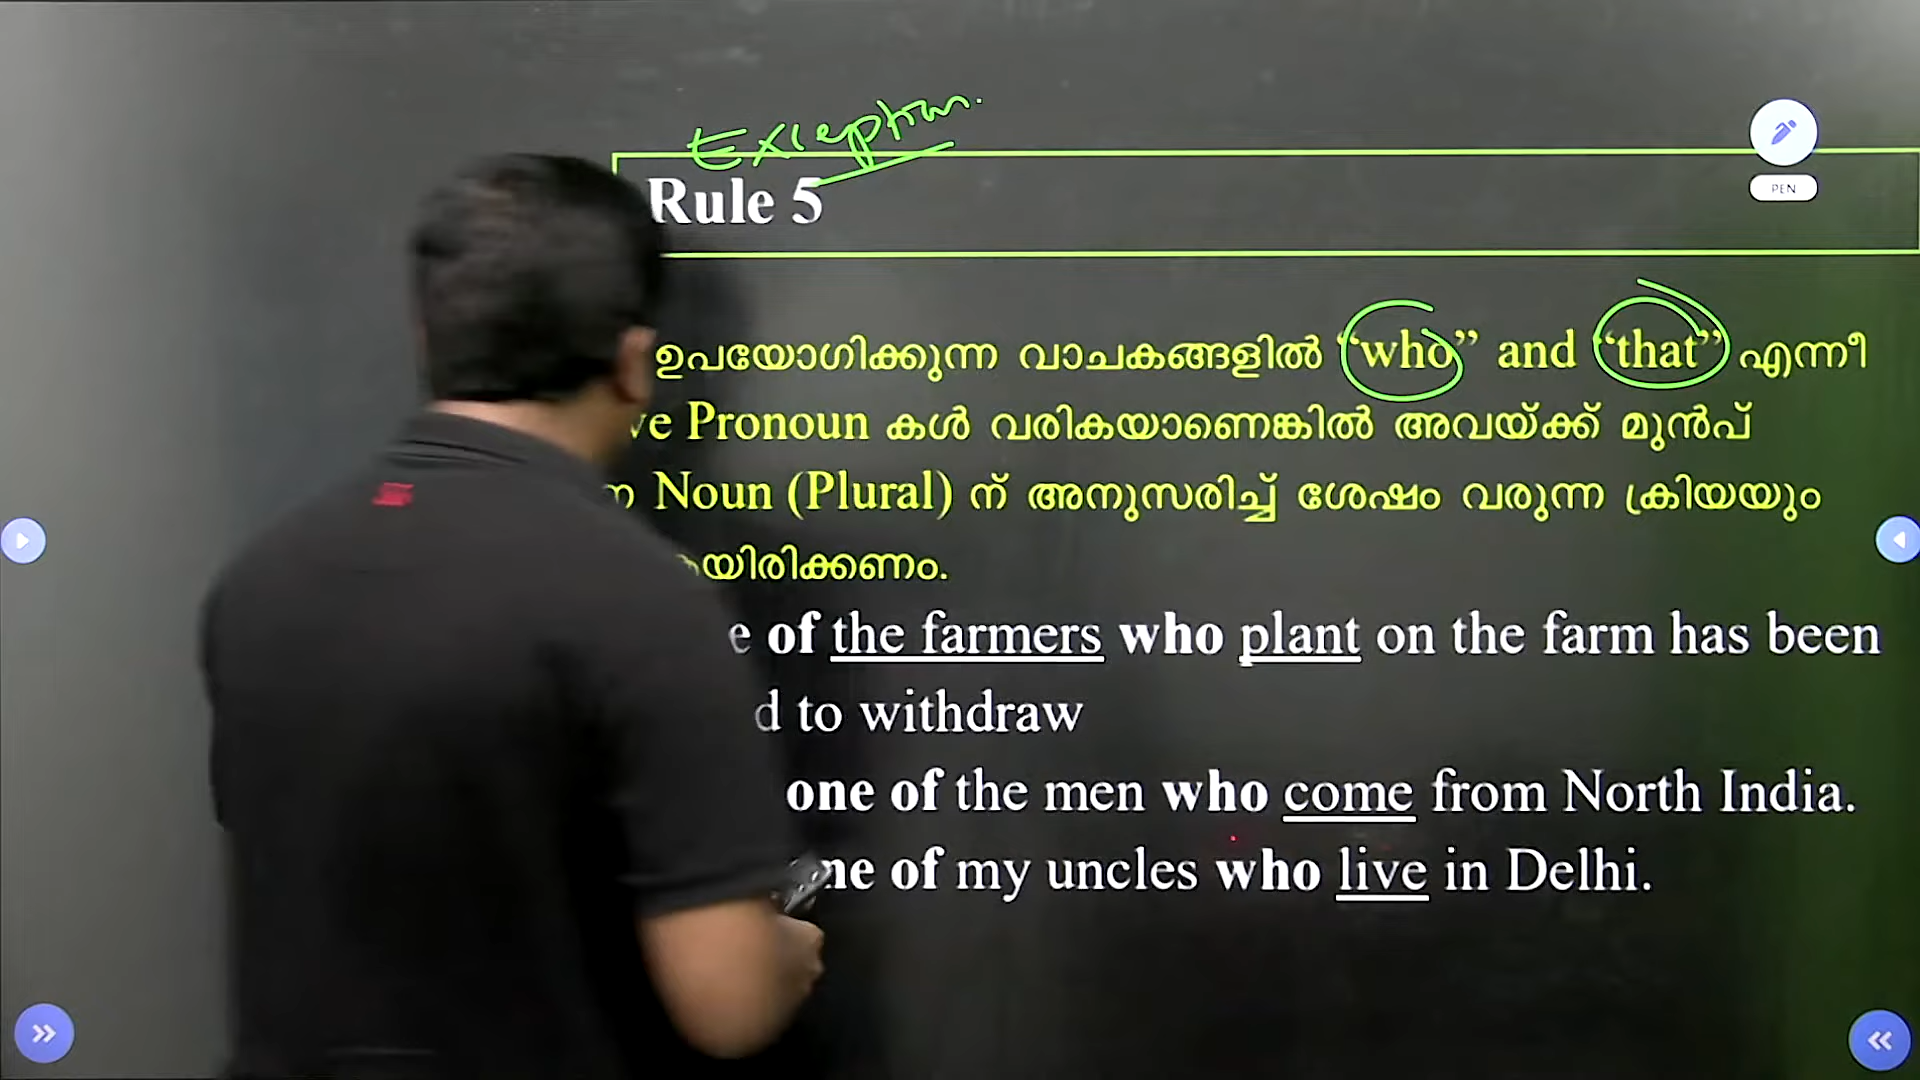 Exception.
Rule 5
PEN
ഉപയോഗിക്കുന്ന വാചകങ്ങളിൽ “who” and “that” എന്നീ
ve Pronoun കൾ വരികയാണെങ്കിൽ അവയ്ക്ക് മുൻപ്
Noun (Plural) ന് അനുസരിച്ച് ശേഷം വരുന്ന ക്രിയയും
യിരിക്കണം.
e of the farmers who plant on the farm has been
d to withdraw
one of the men who come from North India.
ne of my uncles who live in Delhi.